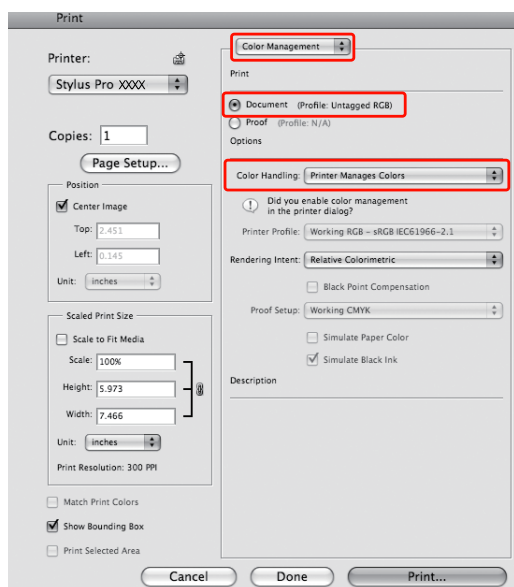 Print
Printer:
Stylus Pro XXXX
Copies: 1
Page Setup...
Position
Center Image
Top: 2.451
Left: 0.145
Unit: inches
Scaled Print Size
Scale to Fit Media
Scale: 100%
Height: 5.973
Width: 7.466
Unit: inches
Print Resolution: 300 PPI
Match Print Colors
Show Bounding Box
Print Selected Area
Color Management
Print
Document (Profile: Untagged RGB)
Proof (Profile: N/A)
Options
Color Handling: Printer Manages Colors
Did you enable color management
in the printer dialog?
Printer Profile: Working RGB - sRGB IEC61966-2.1
Rendering Intent: Relative Colorimetric
Black Point Compensation
Proof Setup: Working CMYK
Simulate Paper Color
Simulate Black Ink
Description
Cancel
Done
Print...